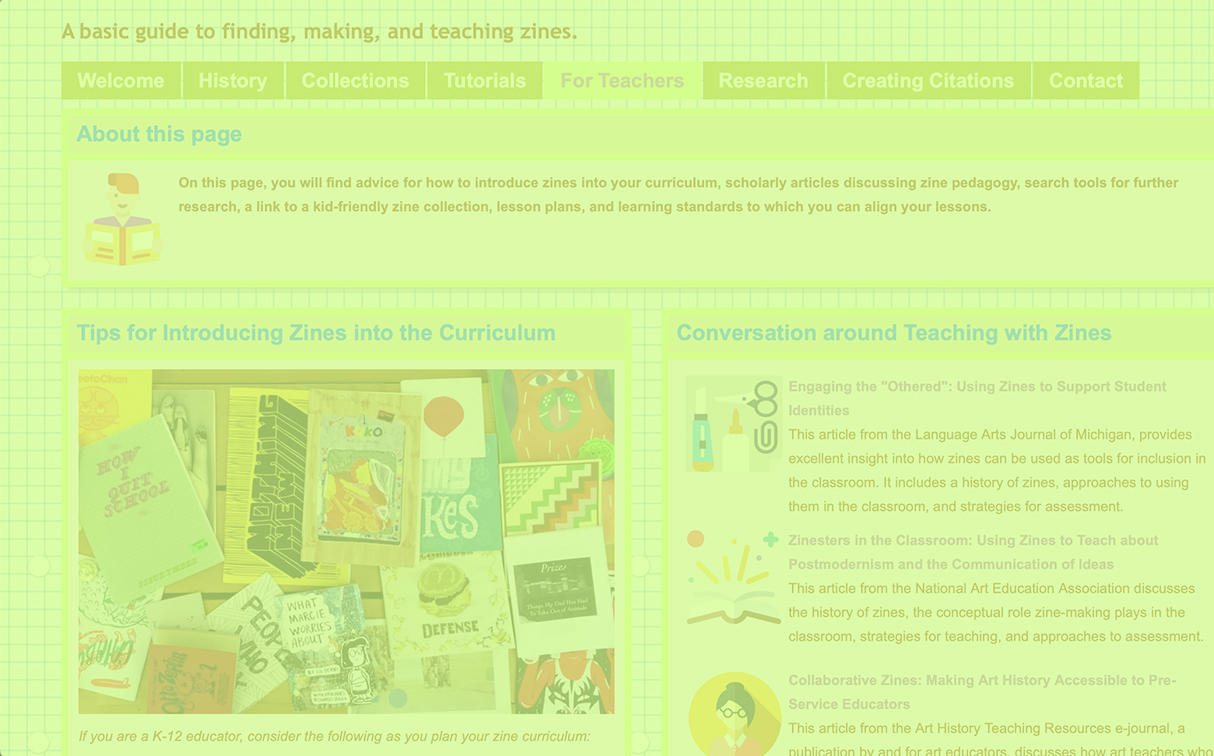 A basic guide to finding, making, and teaching zines.
Welcome
History
Collections
Tutorials
For Teachers
Research
Creating Citations
Contact
About this page
On this page, you will find advice for how to introduce zines into your curriculum, scholarly articles discussing zine pedagogy, search tools for further
research, a link to a kid-friendly zine collection, lesson plans, and learning standards to which you can align your lessons.
Tips for Introducing Zines into the Curriculum
HOW
I
QUIT
SCHOOL
NOTHING
NEW
KOKO
KES
Prizes
DEFENSE
WHAT
MARGIE
WORRIES
ABOUT
If you are a K-12 educator, consider the following as you plan your zine curriculum:
Conversation around Teaching with Zines
Engaging the "Othered": Using Zines to Support Student
Identities
This article from the Language Arts Journal of Michigan, provides
excellent insight into how zines can be used as tools for inclusion in
the classroom. It includes a history of zines, approaches to using
them in the classroom, and strategies for assessment.
Zinesters in the Classroom: Using Zines to Teach about
Postmodernism and the Communication of Ideas
This article from the National Art Education Association discusses
the history of zines, the conceptual role zine-making plays in the
classroom, strategies for teaching, and approaches to assessment.
Collaborative Zines: Making Art History Accessible to Pre-
Service Educators
This article from the Art History Teaching Resources e-journal, a
publication by and for art educators, discusses how art teachers who